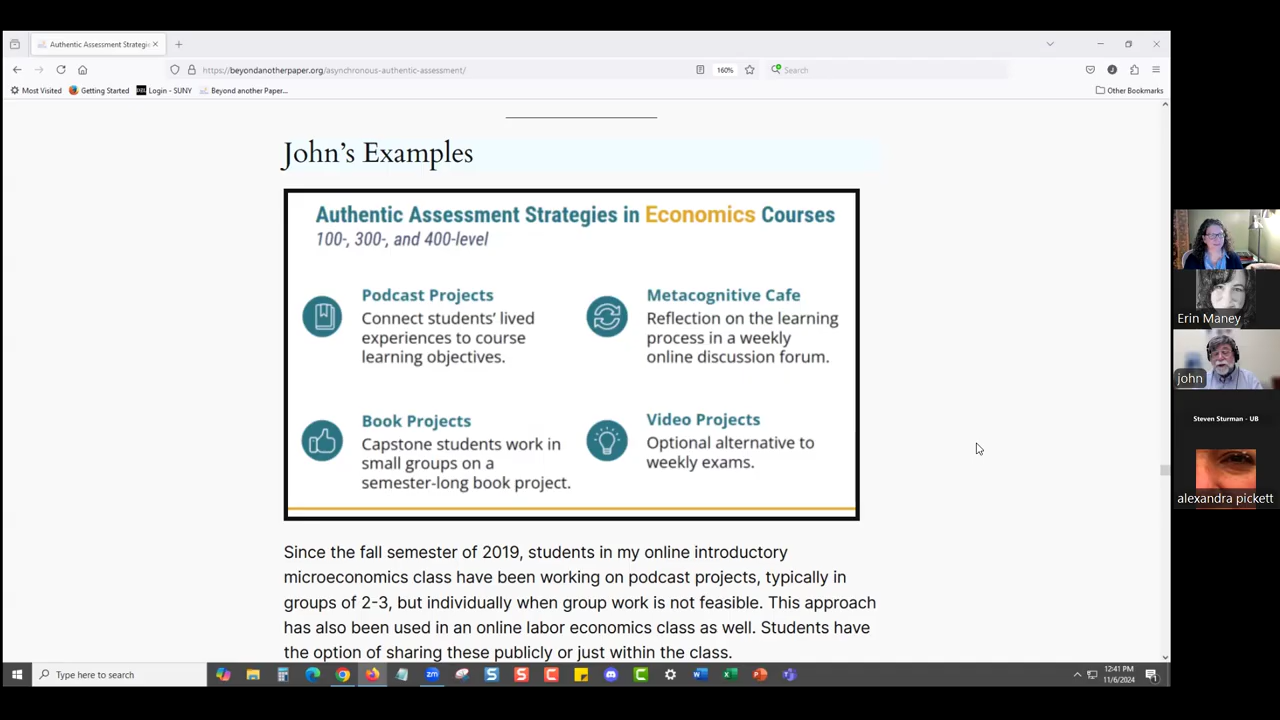 Authentic Assessment Strategi
https://beyondanotherpaper.org/asynchronous-authentic-assessment/
160%
Search
Most Visited
Getting Started
Login - SUNY
Beyond another Paper...
Other Bookmarks
John's Examples
Authentic Assessment Strategies in Economics Courses
100-, 300-, and 400-level
Podcast Projects
Connect students' lived
experiences to course
learning objectives.
Metacognitive Cafe
Reflection on the learning
process in a weekly
online discussion forum.
Book Projects
Capstone students work in
small groups on a
semester-long book project.
Video Projects
Optional alternative to
weekly exams.
Since the fall semester of 2019, students in my online introductory
microeconomics class have been working on podcast projects, typically in
groups of 2-3, but individually when group work is not feasible. This approach
has also been used in an online labor economics class as well. Students have
the option of sharing these publicly or just within the class.
Erin Maney
john
Steven Sturman - UB
alexandra pickett
Type here to search
12:41 PM
11/6/2024